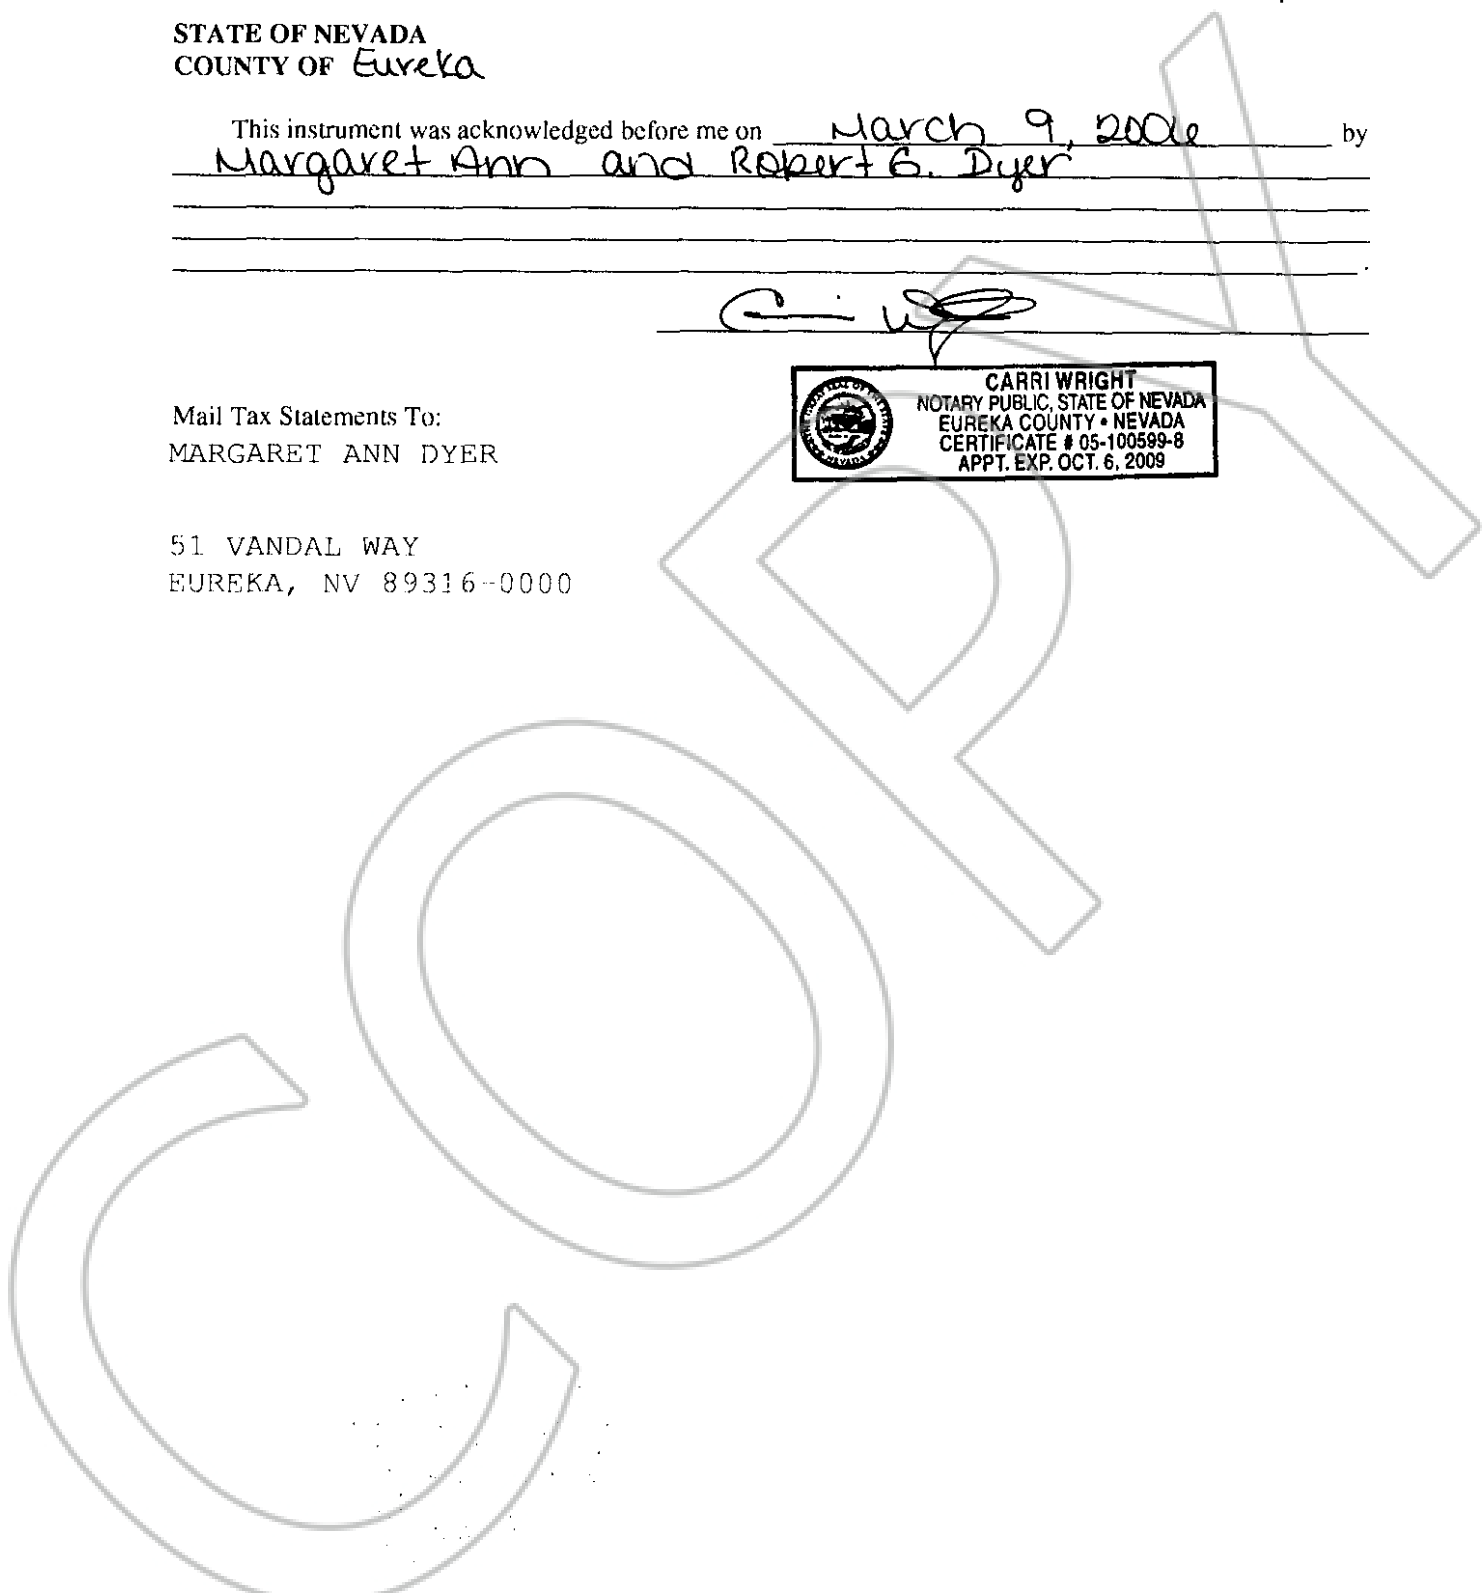 STATE OF NEVADA
COUNTY OF Eureka
This instrument was acknowledged before me on March 9, 2006 by
Margaret Ann and Robert G. Dyer
CARRI WRIGHT
NOTARY PUBLIC, STATE OF NEVADA
EUREKA COUNTY • NEVADA
CERTIFICATE # 05-100599-8
APPT. EXP. OCT. 6, 2009
Mail Tax Statements To:
MARGARET ANN DYER
51 VANDAL WAY
EUREKA, NV 89316-0000
COPY